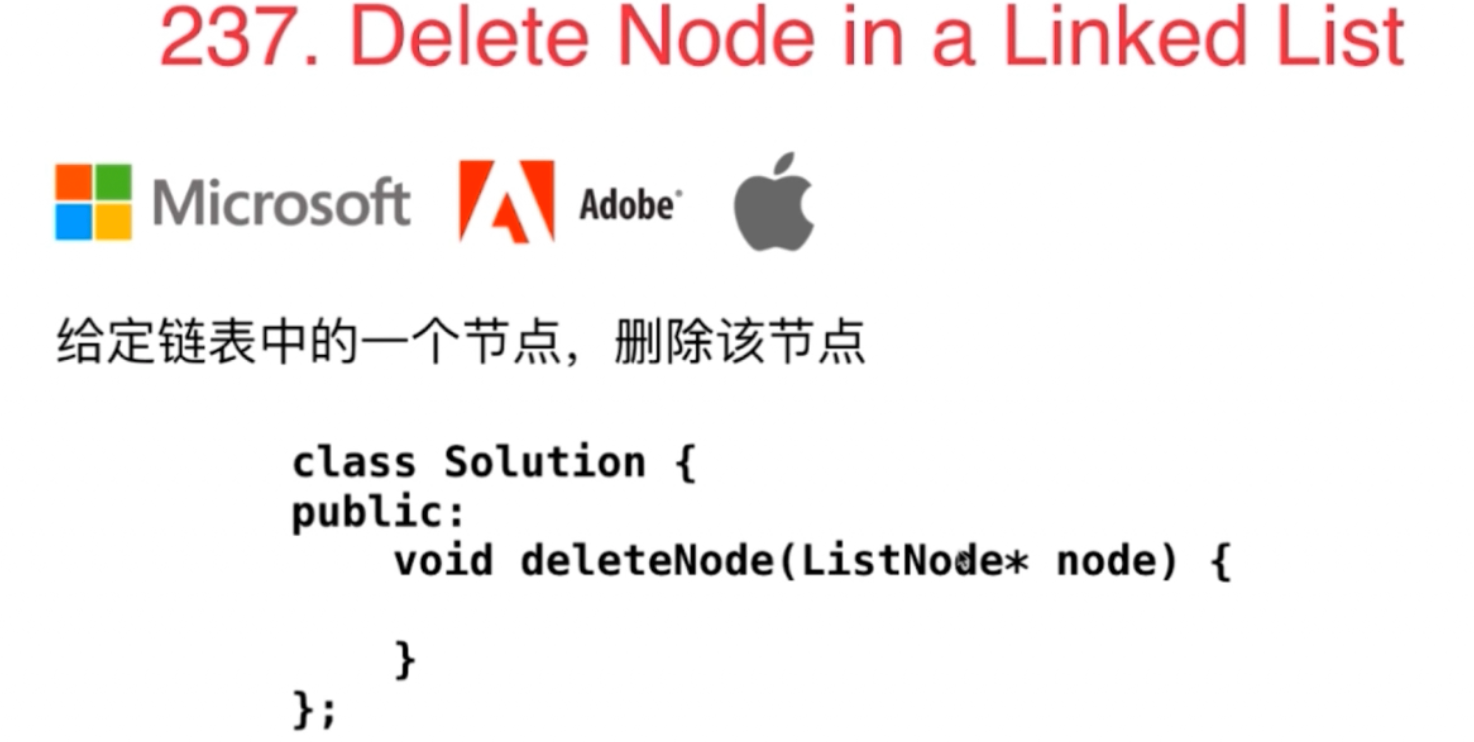 237. Delete Node in a Linked List
Microsoft Adobe
给定链表中的一个节点，删除该节点
class Solution {
public:
    void deleteNode(ListNode* node) {
    }
};